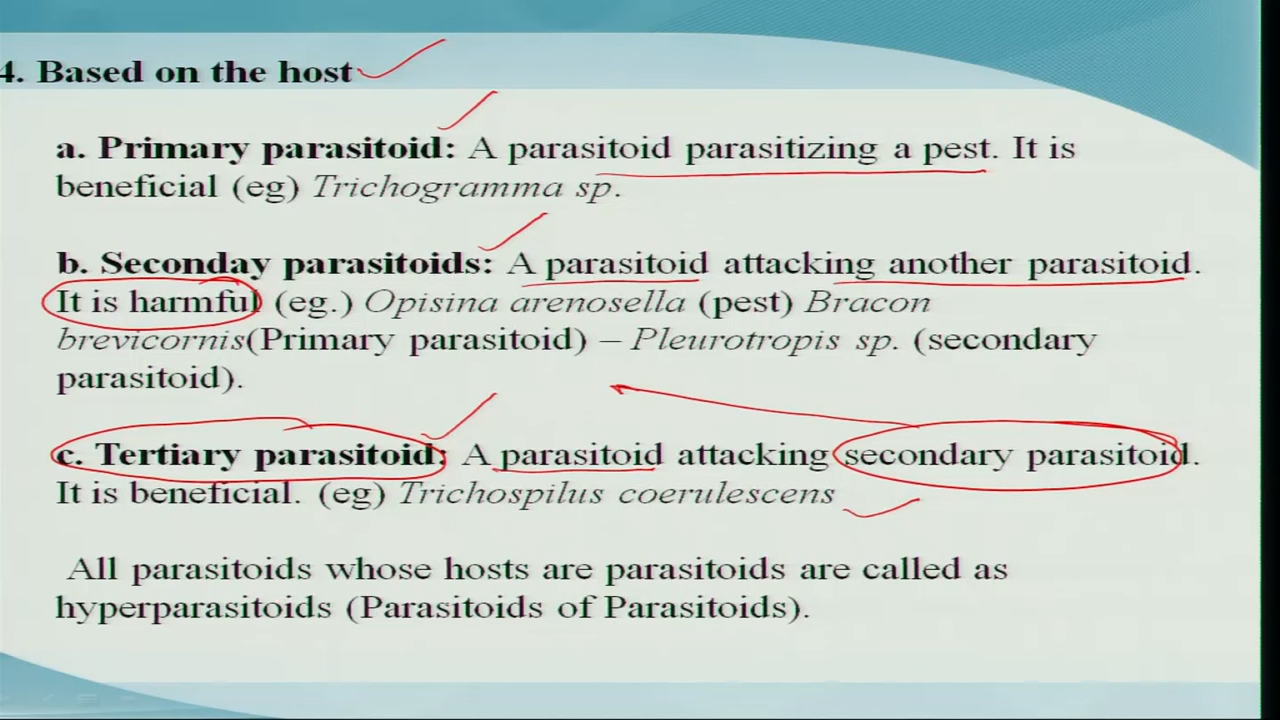 4. Based on the host
a. Primary parasitoid: A parasitoid parasitizing a pest. It is
beneficial (eg) Trichogramma sp.
b. Seconday parasitoids: A parasitoid attacking another parasitoid.
It is harmful (eg.) Opisina arenosella (pest) Bracon
brevicornis(Primary parasitoid) – Pleurotropis sp. (secondary
parasitoid).
c. Tertiary parasitoid: A parasitoid attacking secondary parasitoid.
It is beneficial. (eg) Trichospilus coerulescens
All parasitoids whose hosts are parasitoids are called as
hyperparasitoids (Parasitoids of Parasitoids).